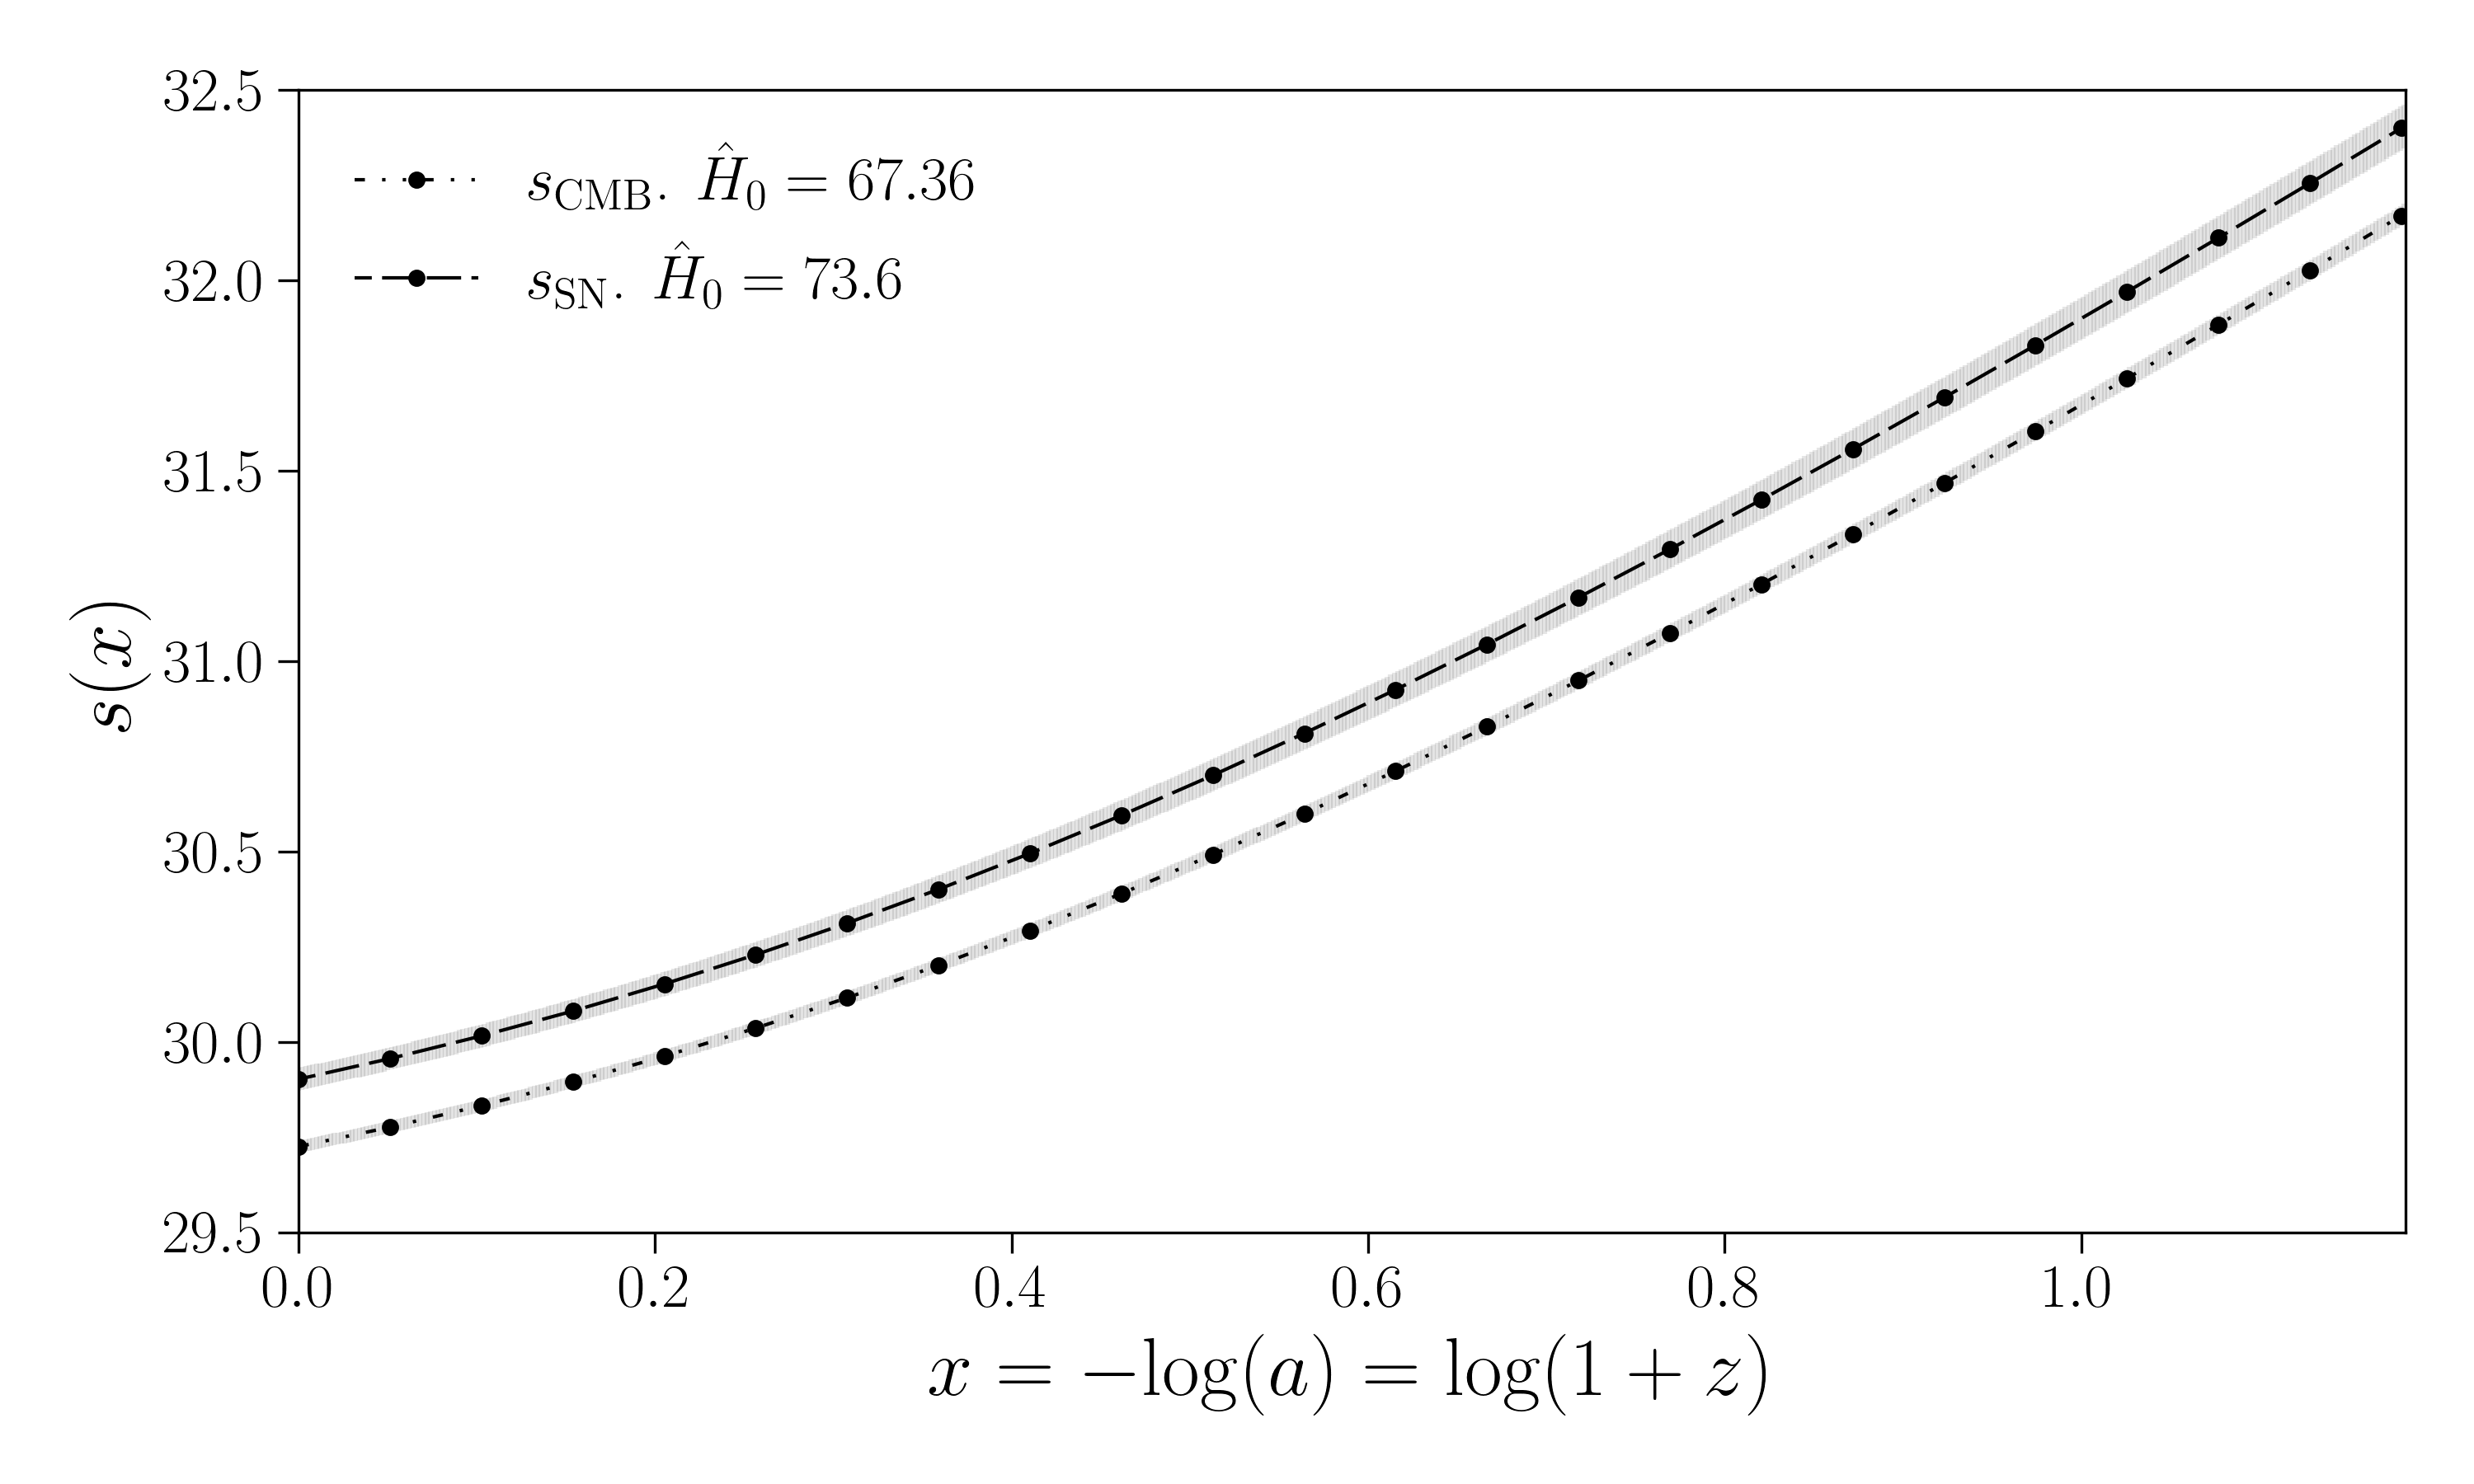 s(x)
32.5
32.0
31.5
31.0
30.5
30.0
29.5
s_CMB. Ĥ_0 = 67.36
s_SN. Ĥ_0 = 73.6
0.0 0.2 0.4 0.6 0.8 1.0
x = −log(a) = log(1 + z)